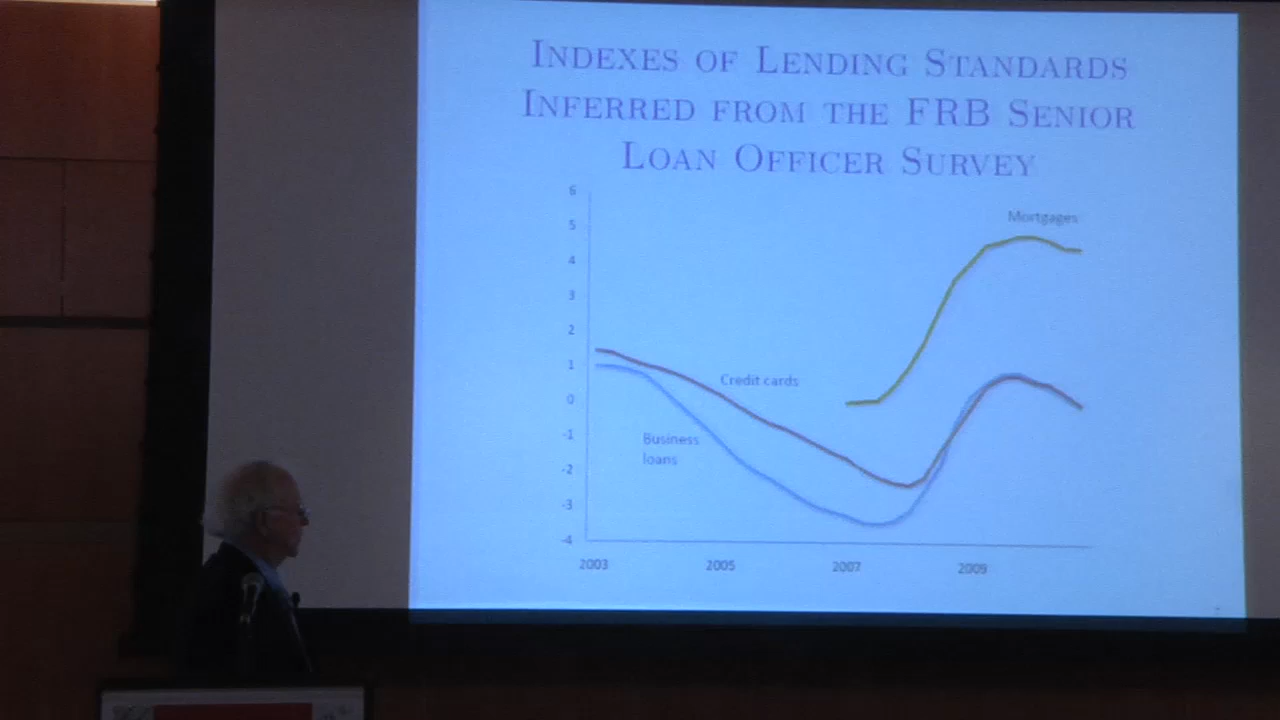 INDEXES OF LENDING STANDARDS
INFERRED FROM THE FRB SENIOR
LOAN OFFICER SURVEY
6
5
4
3
2
1
0
-1
-2
-3
-4
Mortgages
Credit cards
Business
loans
2003 2005 2007 2009